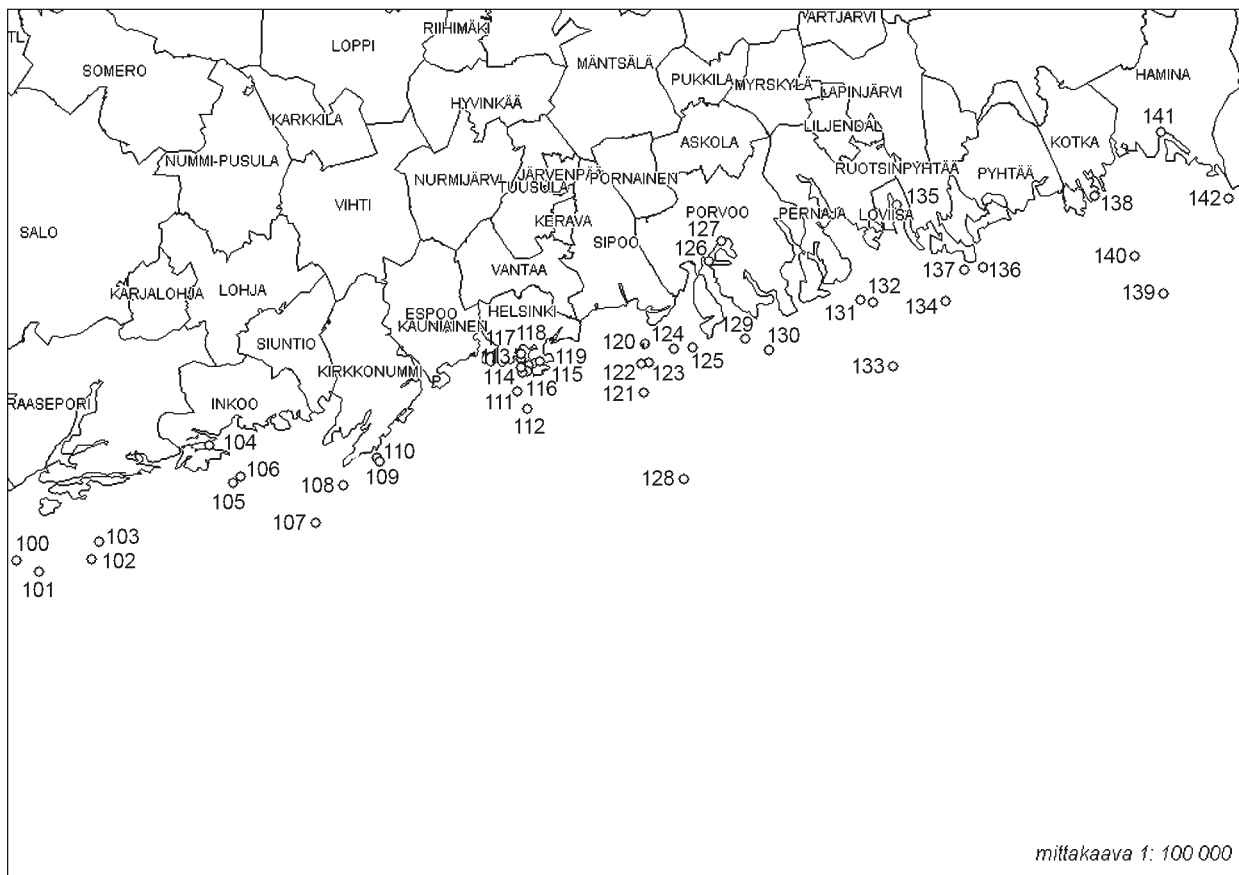 RIIHIMÄKI
ARTJÄRVI
TL
LOPPI
SOMERO
MÄNTSÄLÄ
PUKKILA
MYRSKYLÄ
HAMINA
LAPINJÄRVI
HYVINKÄÄ
KARKKILA
LILJENDAL
141
ASKOLA
KOTKA
NUMMI-PUSULA
NURMIJÄRVI
JÄRVENPÄÄ
TUUSULA
PORNAINEN
RUOTSINPYHTÄÄ
PYHTÄÄ
VIHTI
135
138
142
KERAVA
PORVOO
PERNAJA
LOVIISA
SALO
127
SIPOO
126
140
VANTAA
137
136
KARJALOHJA
LOHJA
132
139
ESPOO
HELSINKI
131
134
KAUNIAINEN
117
118
124
129
130
SIUNTIO
120
113
119
125
KIRKKONUMMI
114
115
122
123
133
116
121
RAASEPORI
INKOO
111
112
104
110
106
109
105
108
128
107
103
100
102
101
mittakaava 1: 100 000